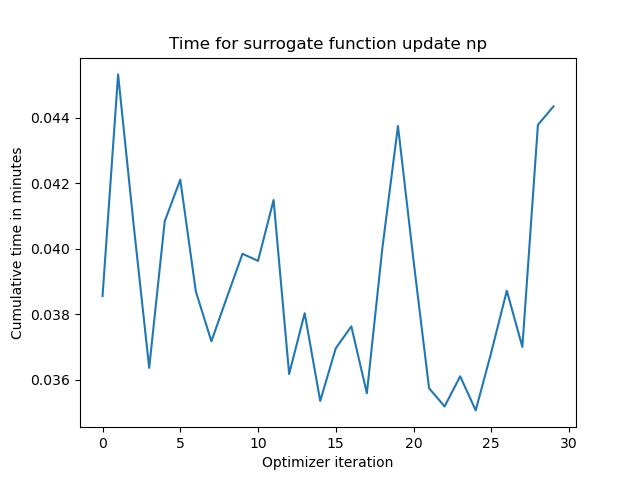 Time for surrogate function update np
Cumulative time in minutes
0.044
0.042
0.040
0.038
0.036
0 5 10 15 20 25 30
Optimizer iteration